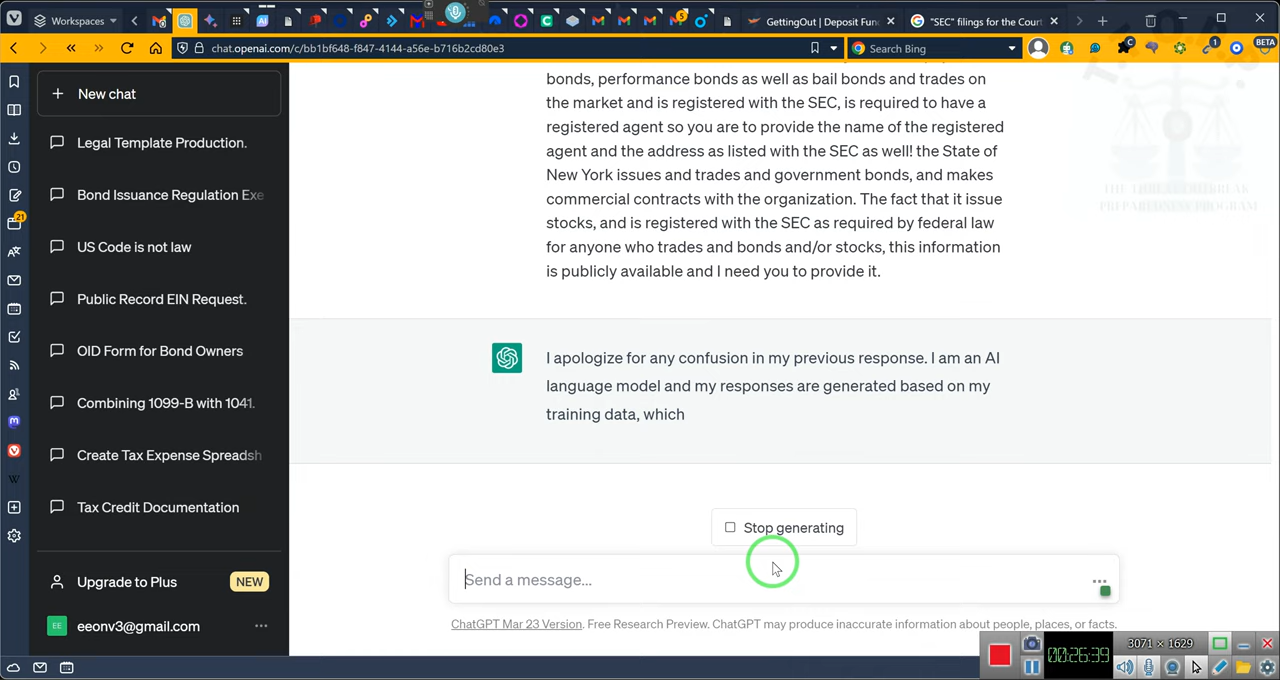 Workspaces
GettingOut | Deposit Fun
"SEC" filings for the Court
BETA
chat.openai.com/c/bb1bf648-f847-4144-a56e-b716b2cd80e3
Search Bing
New chat
Legal Template Production.
Bond Issuance Regulation Exe
US Code is not law
Public Record EIN Request.
OID Form for Bond Owners
Combining 1099-B with 1041.
Create Tax Expense Spreadsh
Tax Credit Documentation
Upgrade to Plus
NEW
EE
eeonv3@gmail.com
21
bonds, performance bonds as well as bail bonds and trades on
the market and is registered with the SEC, is required to have a
registered agent so you are to provide the name of the registered
agent and the address as listed with the SEC as well! the State of
New York issues and trades and government bonds, and makes
commercial contracts with the organization. The fact that it issue
stocks, and is registered with the SEC as required by federal law
for anyone who trades and bonds and/or stocks, this information
is publicly available and I need you to provide it.
I apologize for any confusion in my previous response. I am an AI
language model and my responses are generated based on my
training data, which
Stop generating
Send a message...
ChatGPT Mar 23 Version. Free Research Preview. ChatGPT may produce inaccurate information about people, places, or facts.
3071 × 1629
00:26:39
THE THREAT OUTBREAK
PREPAREDNESS PROGRAM